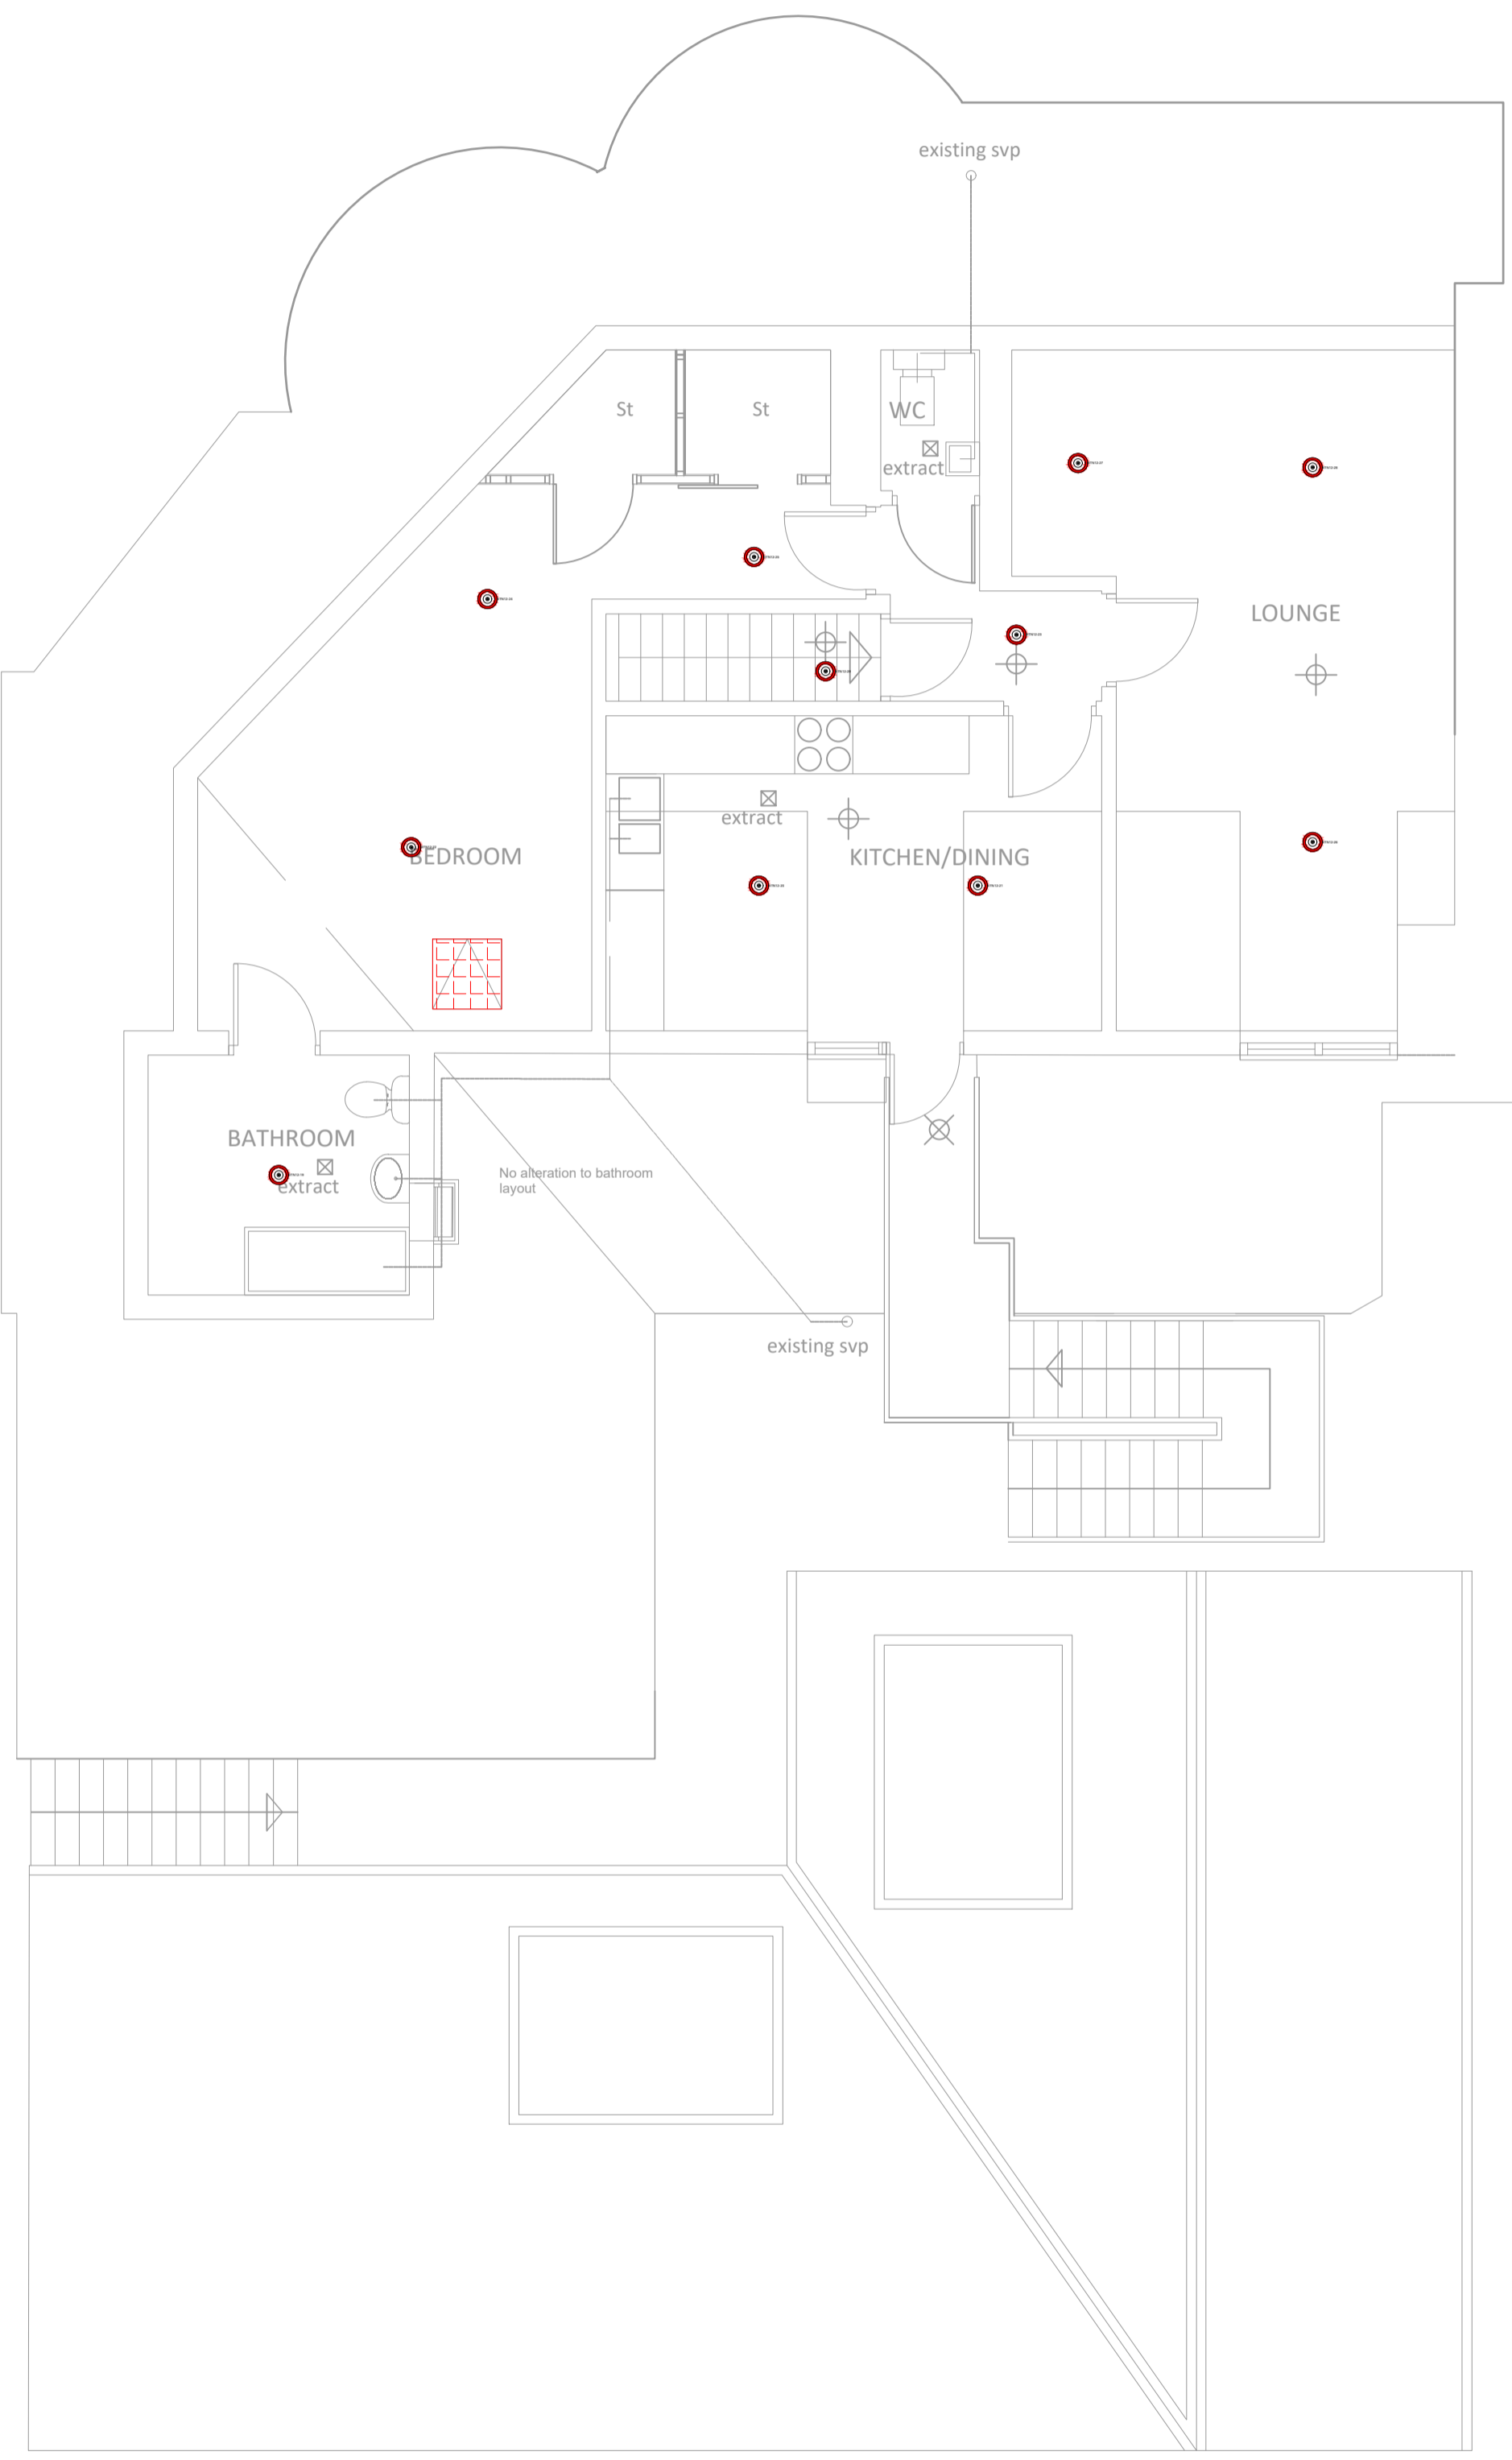 existing svp
St
St
WC
extract
LOUNGE
extract
BEDROOM
KITCHEN/DINING
BATHROOM
extract
No alteration to bathroom
layout
existing svp